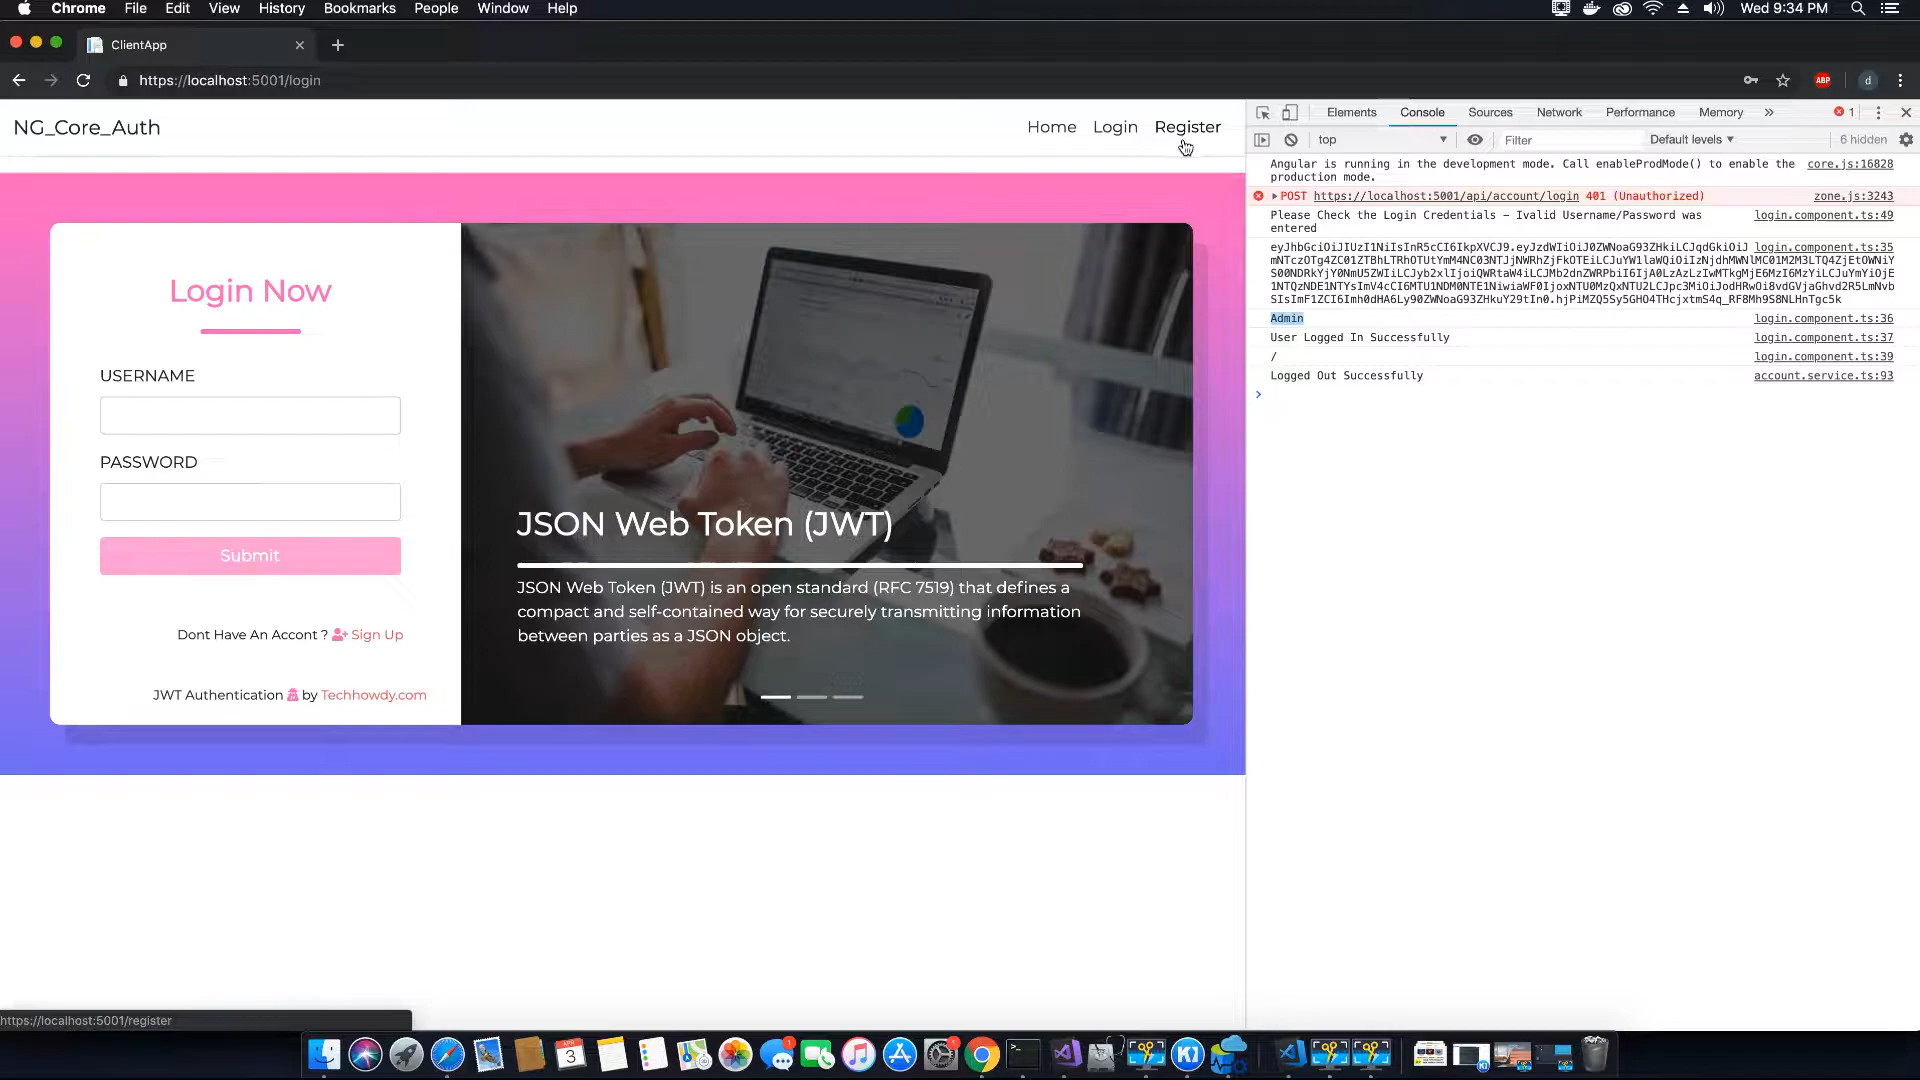 Chrome File Edit View History Bookmarks People Window Help Wed 9:34 PM
ClientApp
https://localhost:5001/login ABP d
NG_Core_Auth Home Login Register
Login Now
USERNAME
PASSWORD
Submit
Dont Have An Accont ? Sign Up
JWT Authentication by Techhowdy.com
JSON Web Token (JWT)
JSON Web Token (JWT) is an open standard (RFC 7519) that defines a
compact and self-contained way for securely transmitting information
between parties as a JSON object.
Elements Console Sources Network Performance Memory » 1
top Filter Default levels 6 hidden
Angular is running in the development mode. Call enableProdMode() to enable the core.js:16828
production mode.
POST https://localhost:5001/api/account/login 401 (Unauthorized) zone.js:3243
Please Check the Login Credentials – Ivalid Username/Password was login.component.ts:49
entered
login.component.ts:35
Admin login.component.ts:36
User Logged In Successfully login.component.ts:37
/ login.component.ts:39
Logged Out Successfully account.service.ts:93
https://localhost:5001/register